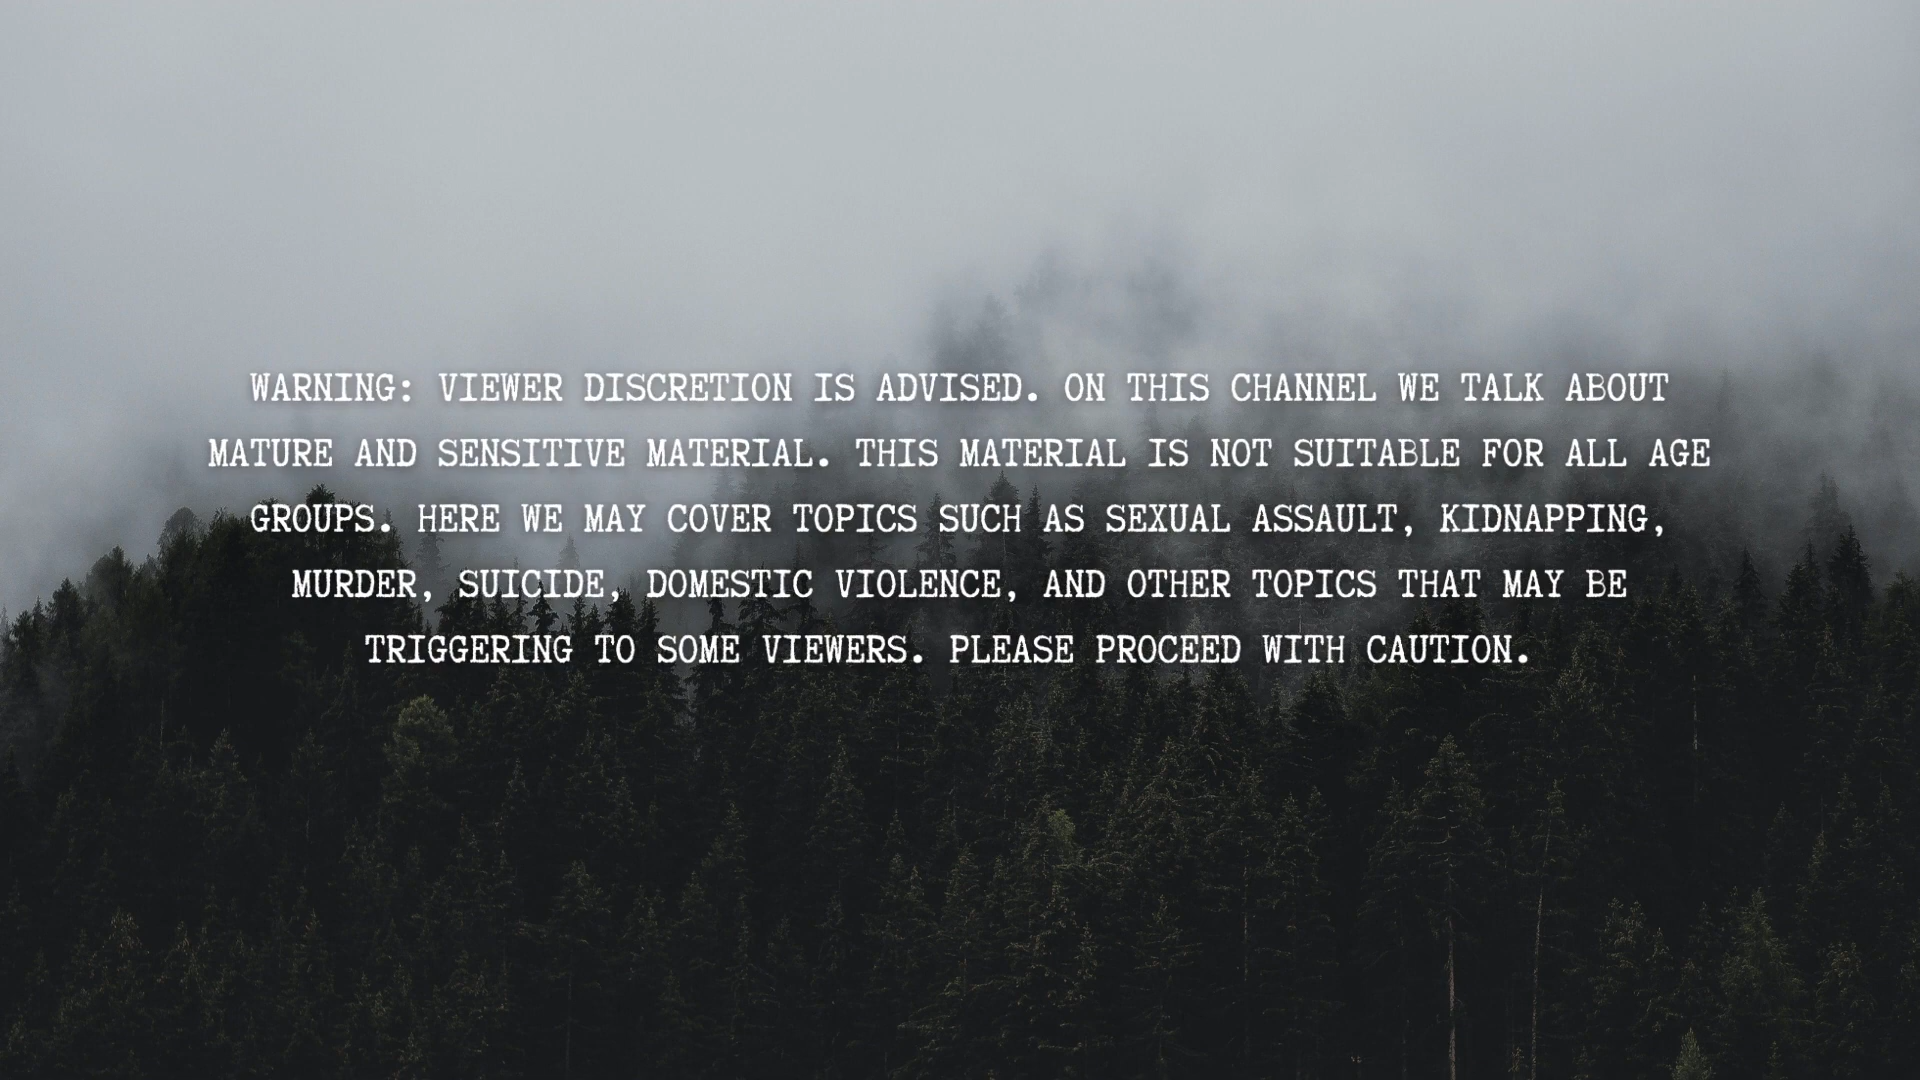 WARNING: VIEWER DISCRETION IS ADVISED. ON THIS CHANNEL WE TALK ABOUT
MATURE AND SENSITIVE MATERIAL. THIS MATERIAL IS NOT SUITABLE FOR ALL AGE
GROUPS. HERE WE MAY COVER TOPICS SUCH AS SEXUAL ASSAULT, KIDNAPPING,
MURDER, SUICIDE, DOMESTIC VIOLENCE, AND OTHER TOPICS THAT MAY BE
TRIGGERING TO SOME VIEWERS. PLEASE PROCEED WITH CAUTION.